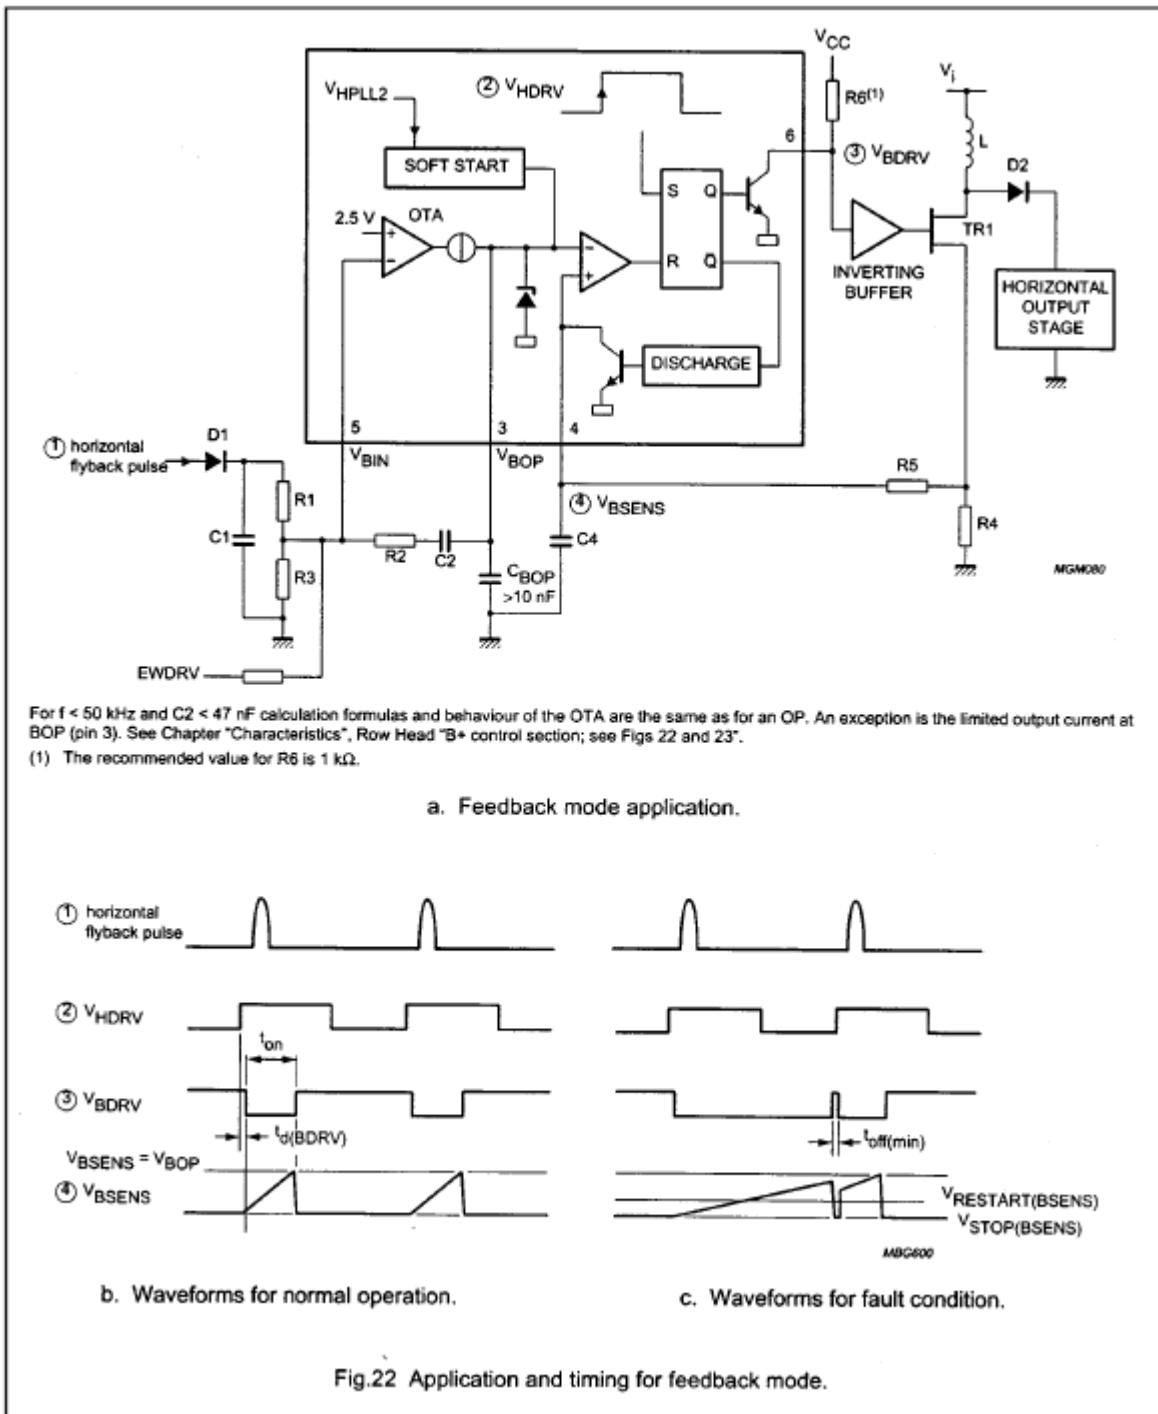 VCC
Vi
② VHDRV
VHPLL2
R6(1)
6
SOFT START
③ VBDRV
L
D2
S Q
2.5 V
OTA
+
−
−
+
R Q
TR1
INVERTING
BUFFER
HORIZONTAL
OUTPUT
STAGE
DISCHARGE
① horizontal
flyback pulse
D1
5
VBIN
3
VBOP
4
R5
④ VBSENS
R1
R4
C1
R2
C2
C4
R3
CBOP
>10 nF
MGM080
EWDRV
For f < 50 kHz and C2 < 47 nF calculation formulas and behaviour of the OTA are the same as for an OP. An exception is the limited output current at
BOP (pin 3). See Chapter "Characteristics", Row Head "B+ control section; see Figs 22 and 23".
(1) The recommended value for R6 is 1 kΩ.
a. Feedback mode application.
① horizontal
flyback pulse
② VHDRV
ton
③ VBDRV
td(BDRV)
toff(min)
VBSENS = VBOP
④ VBSENS
VRESTART(BSENS)
VSTOP(BSENS)
MBG600
b. Waveforms for normal operation.
c. Waveforms for fault condition.
Fig.22 Application and timing for feedback mode.